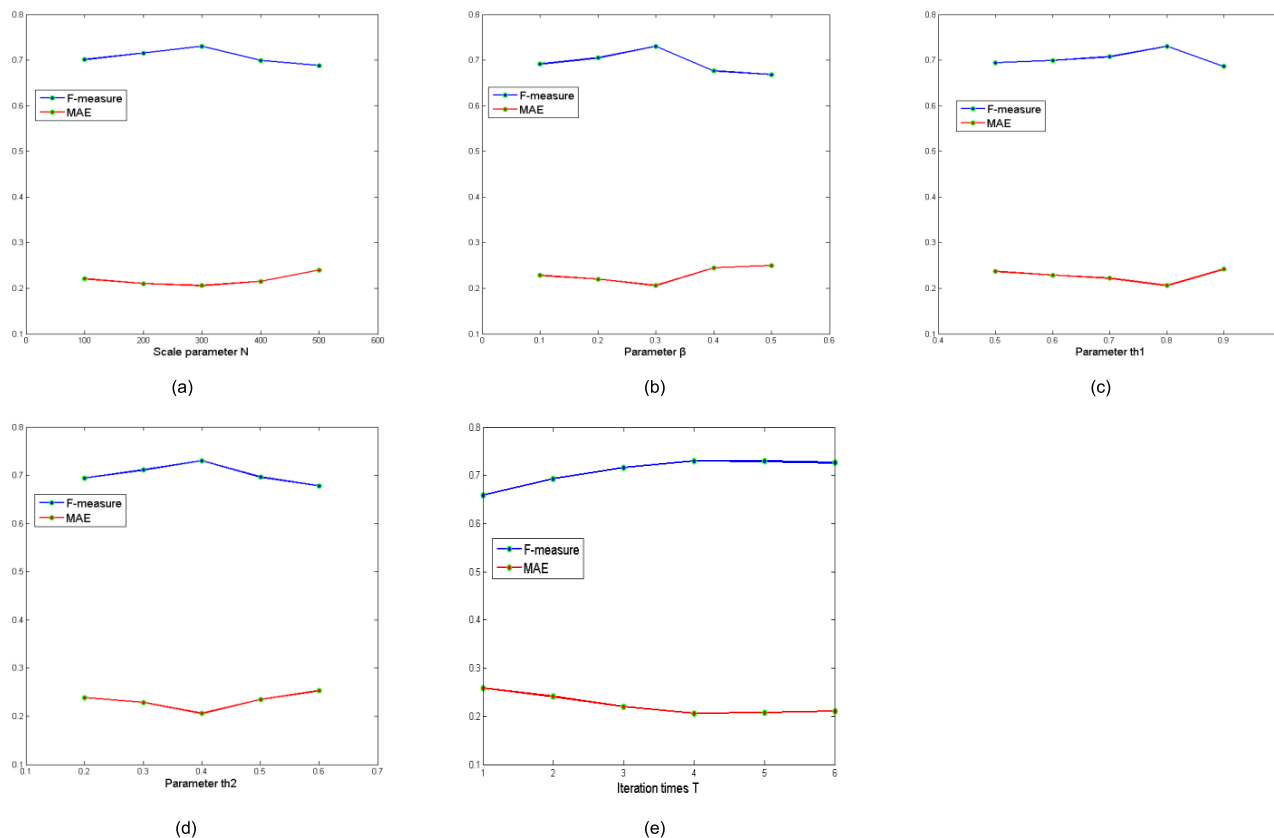 0.8
0.7
0.6
0.5
0.4
0.3
0.2
0.1
F-measure
MAE
0 100 200 300 400 500 600
Scale parameter N
(a)
0.8
0.7
0.6
0.5
0.4
0.3
0.2
0.1
F-measure
MAE
0 0.1 0.2 0.3 0.4 0.5 0.6
Parameter β
(b)
0.8
0.7
0.6
0.5
0.4
0.3
0.2
0.1
F-measure
MAE
0.4 0.5 0.6 0.7 0.8 0.9
Parameter th1
(c)
0.8
0.7
0.6
0.5
0.4
0.3
0.2
0.1
F-measure
MAE
0.1 0.2 0.3 0.4 0.5 0.6 0.7
Parameter th2
(d)
0.8
0.7
0.6
0.5
0.4
0.3
0.2
0.1
F-measure
MAE
1 2 3 4 5 6
Iteration times T
(e)